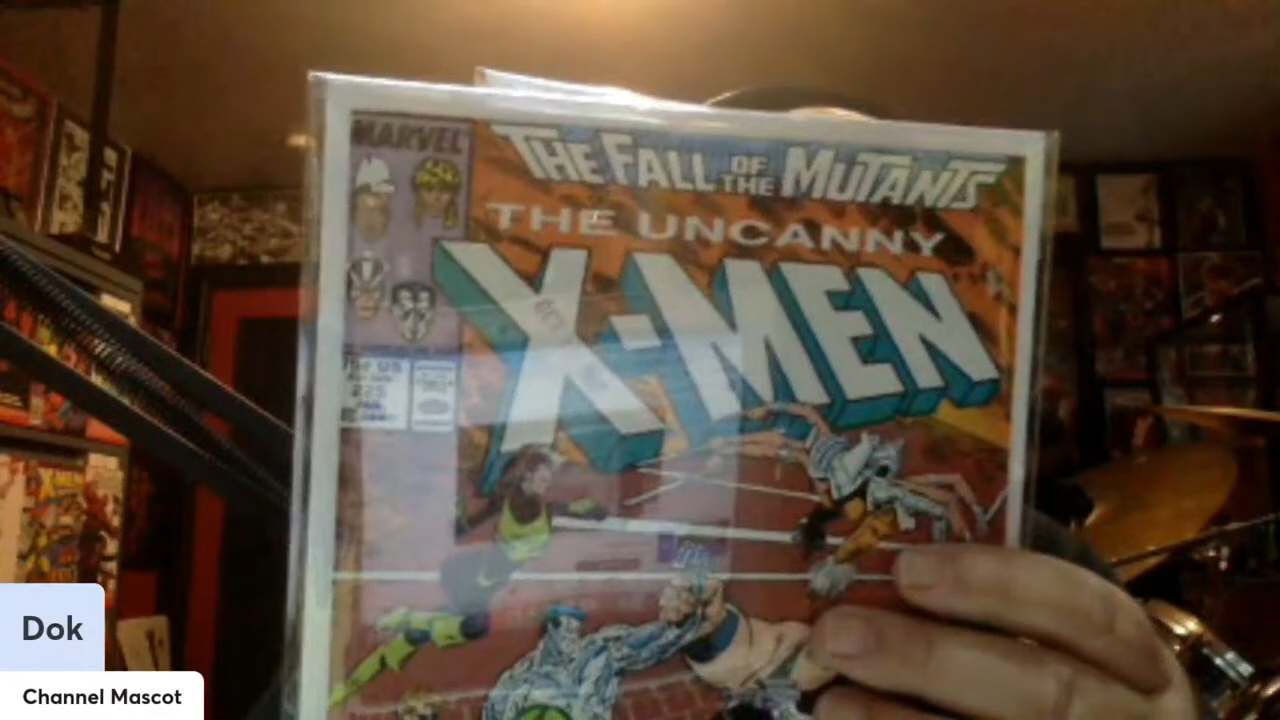 MARVEL
THE FALL OF THE MUTANTS
THE UNCANNY
X-MEN
Dok
Channel Mascot